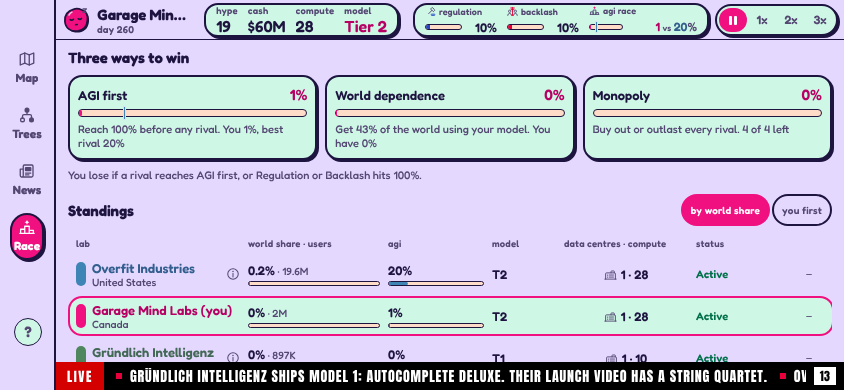 Garage Min...
day 260
hype cash compute model
19 $60M 28 Tier 2
regulation backlash agi race
10% 10% 1 vs 20%
1x 2x 3x
Map
Trees
News
Race
?
Three ways to win
AGI first 1%
Reach 100% before any rival. You 1%, best
rival 20%
World dependence 0%
Get 43% of the world using your model. You
have 0%
Monopoly 0%
Buy out or outlast every rival. 4 of 4 left
You lose if a rival reaches AGI first, or Regulation or Backlash hits 100%.
Standings
by world share you first
lab world share · users agi model data centres · compute status
Overfit Industries 0.2% · 19.6M 20% T2 1 · 28 Active –
United States
Garage Mind Labs (you) 0% · 2M 1% T2 1 · 28 Active –
Canada
Gründlich Intelligenz 0% · 897K 0% T1 1 · 10 Active –
LIVE GRÜNDLICH INTELLIGENZ SHIPS MODEL 1: AUTOCOMPLETE DELUXE. THEIR LAUNCH VIDEO HAS A STRING QUARTET. 13